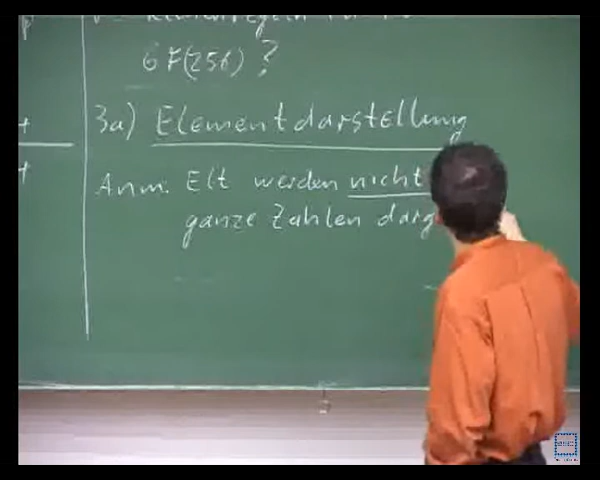 GF(256) ?
3a) Elementdarstellung
Anm. Elt werden nicht
ganze Zahlen darg